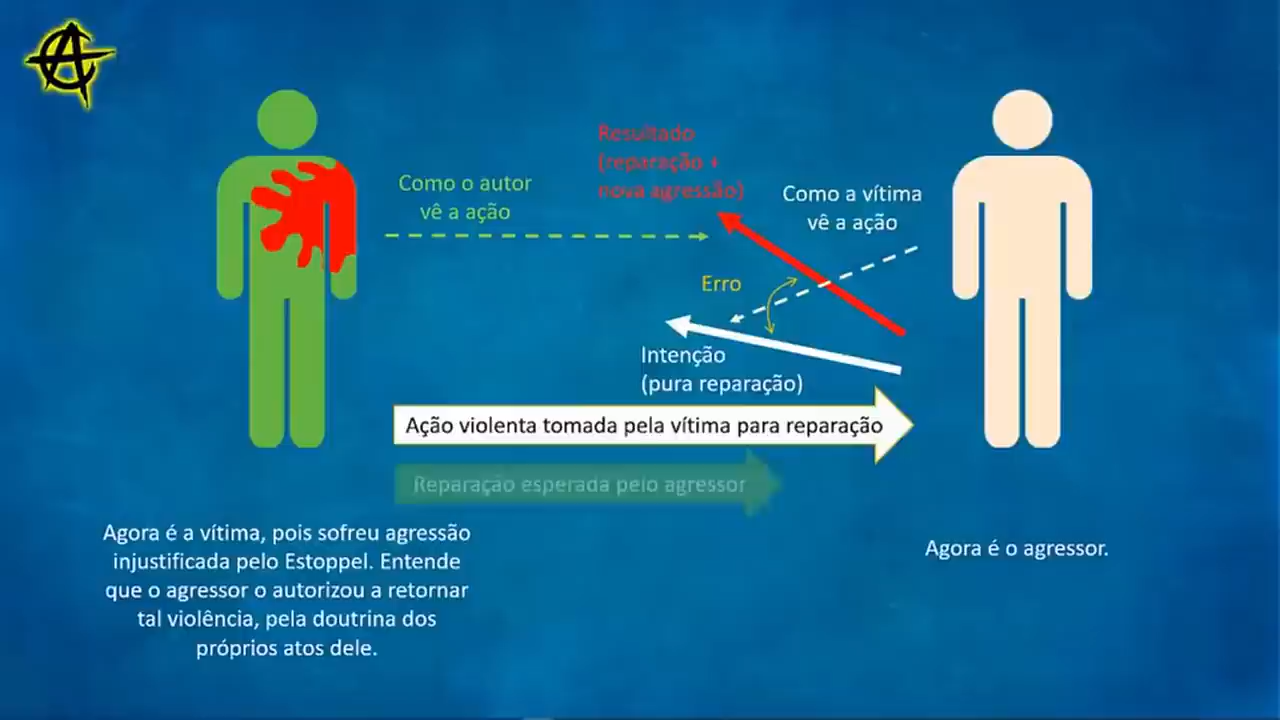 Resultado
(reparação +
nova agressão)
Como o autor
vê a ação
Como a vítima
vê a ação
Erro
Intenção
(pura reparação)
Ação violenta tomada pela vítima para reparação
Reparação esperada pelo agressor
Agora é a vítima, pois sofreu agressão
injustificada pelo Estoppel. Entende
que o agressor o autorizou a retornar
tal violência, pela doutrina dos
próprios atos dele.
Agora é o agressor.